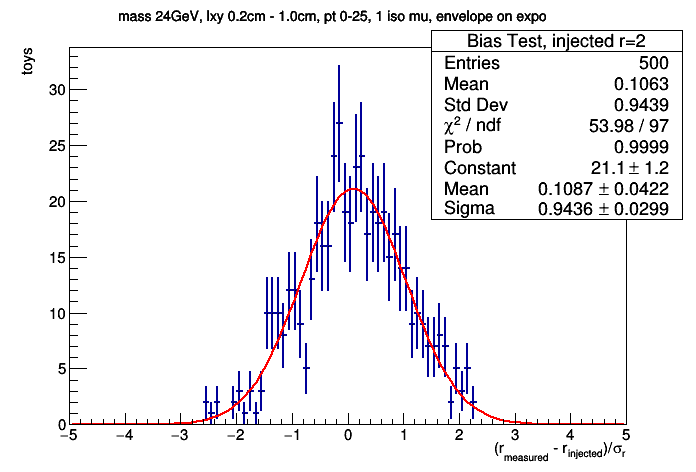 mass 24GeV, lxy 0.2cm - 1.0cm, pt 0-25, 1 iso mu, envelope on expo
toys
Bias Test, injected r=2
Entries 500
Mean 0.1063
Std Dev 0.9439
χ² / ndf 53.98 / 97
Prob 0.9999
Constant 21.1 ± 1.2
Mean 0.1087 ± 0.0422
Sigma 0.9436 ± 0.0299
30
25
20
15
10
5
0
−5 −4 −3 −2 −1 0 1 2 3 4 5
(r_measured - r_injected)/σ_r